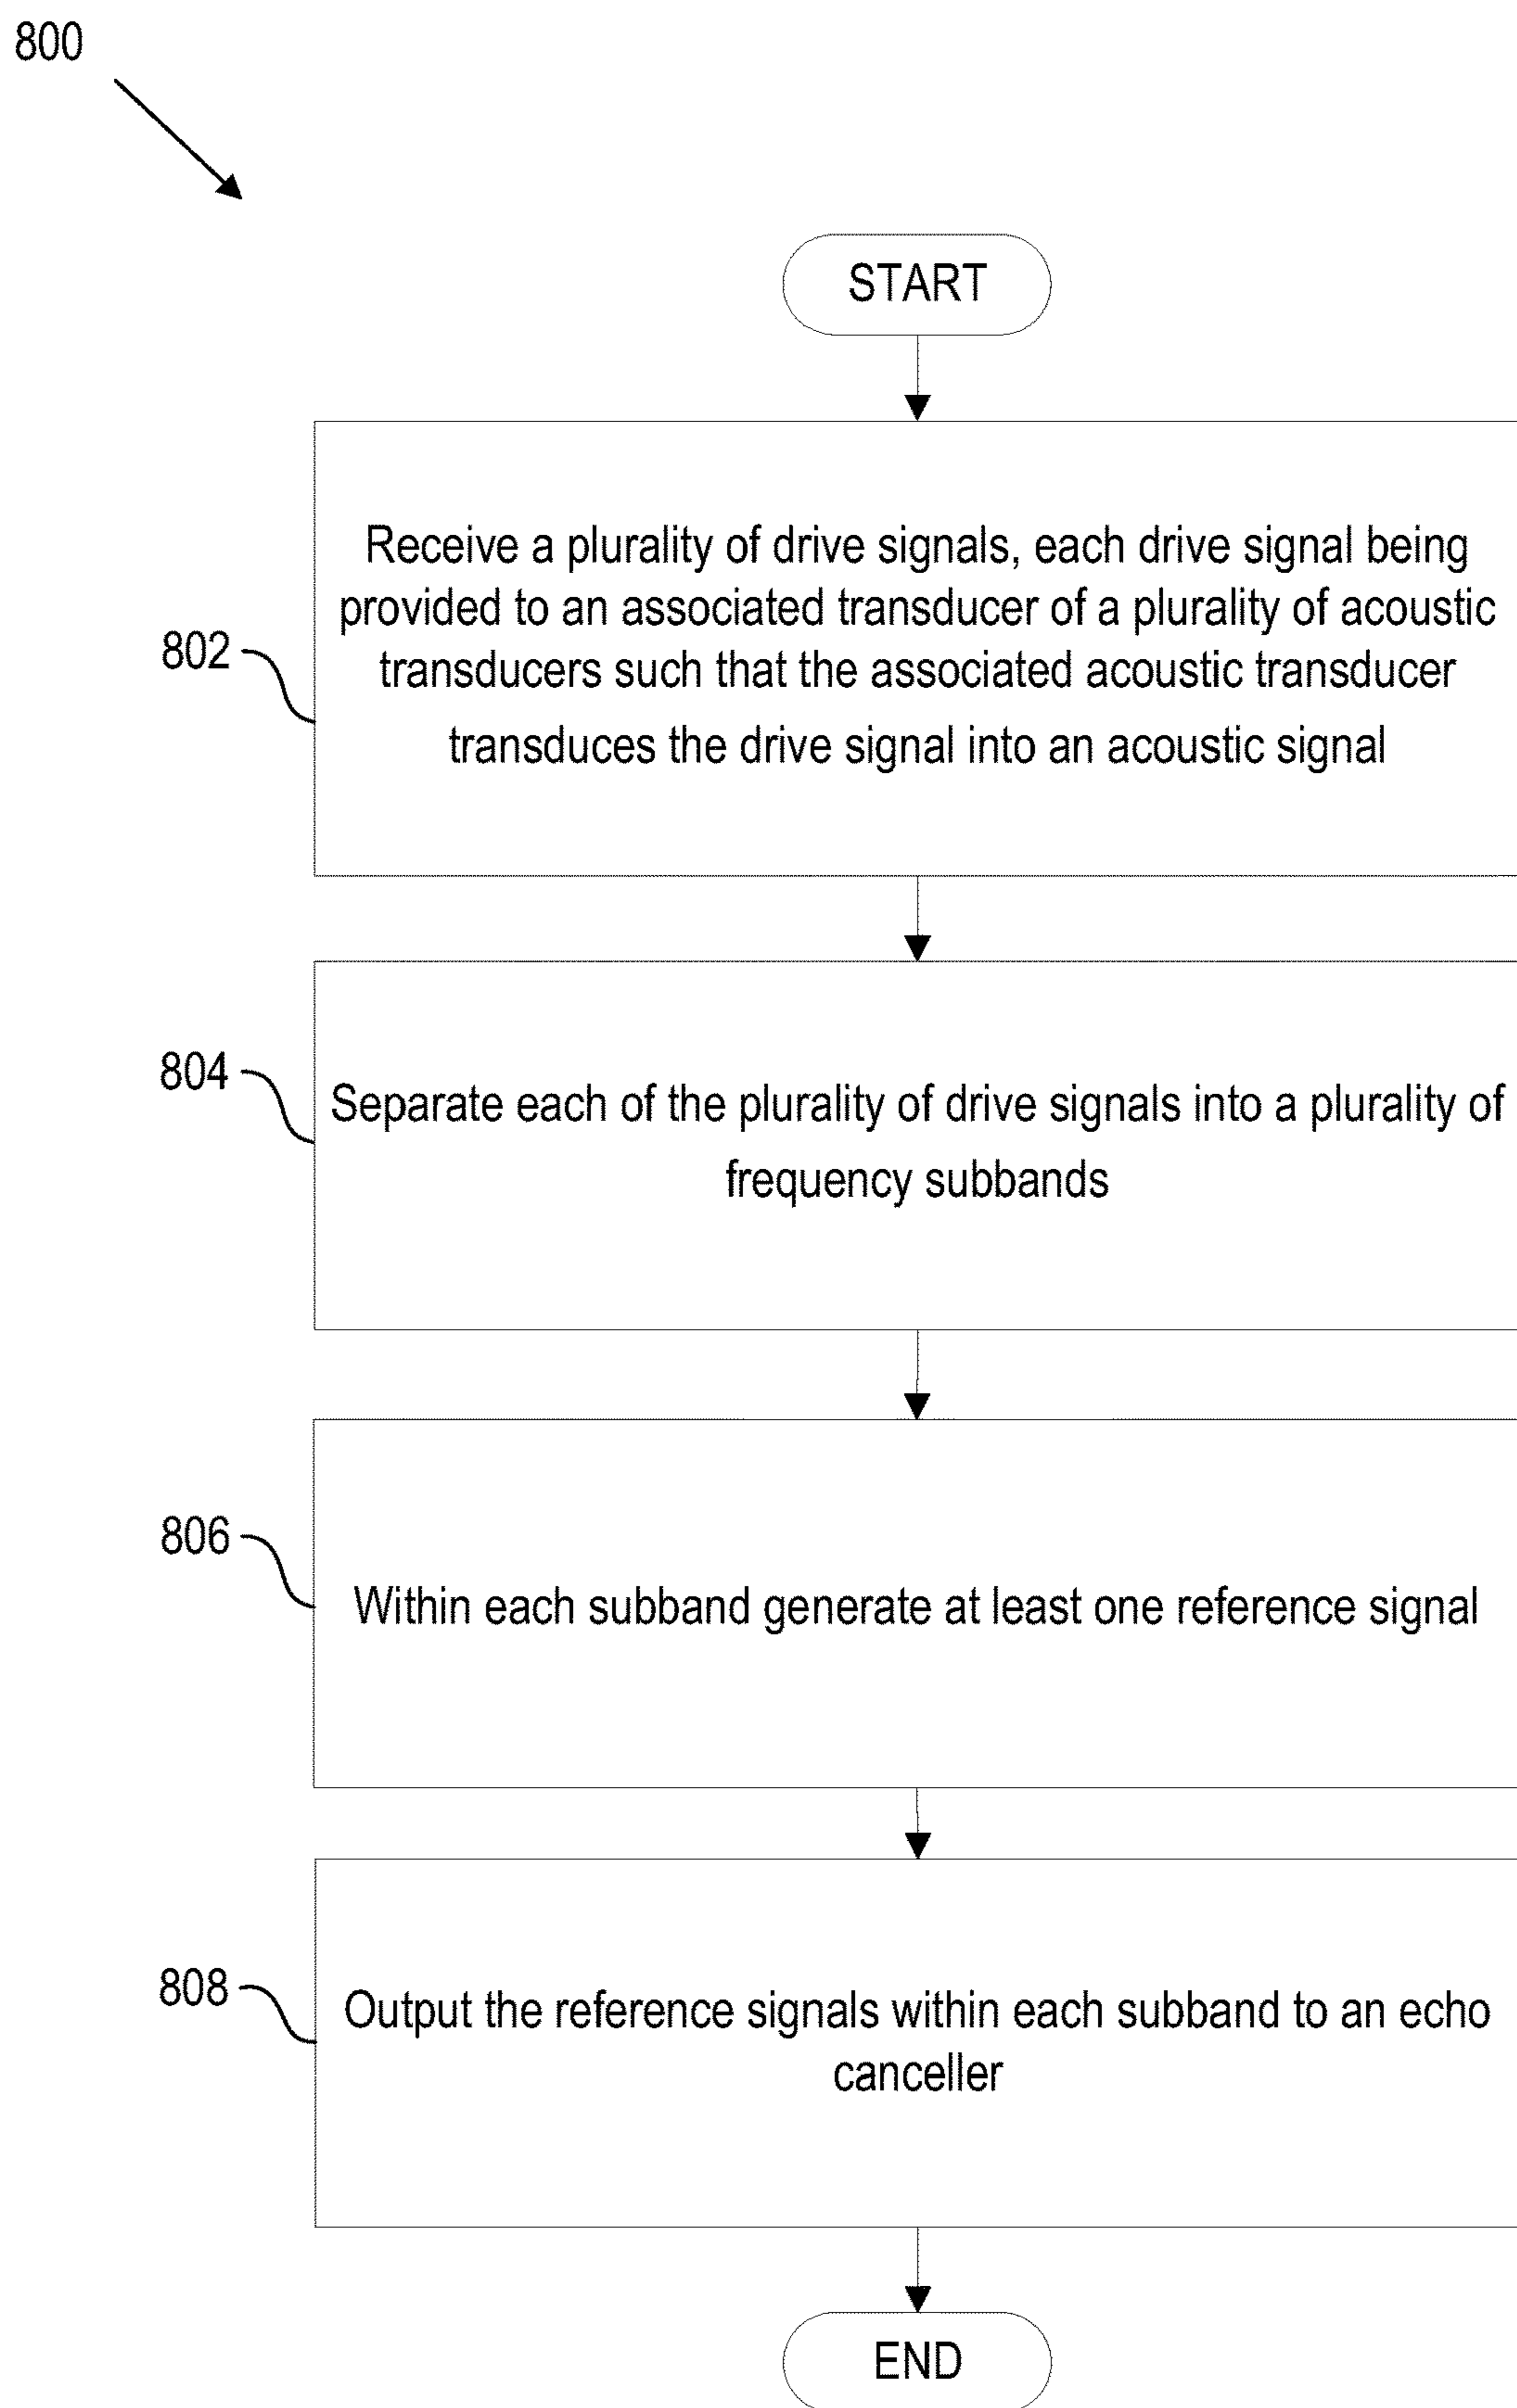 800
START
Receive a plurality of drive signals, each drive signal being
provided to an associated transducer of a plurality of acoustic
transducers such that the associated acoustic transducer
transduces the drive signal into an acoustic signal
802
804
Separate each of the plurality of drive signals into a plurality of
frequency subbands
806
Within each subband generate at least one reference signal
808
Output the reference signals within each subband to an echo
canceller
END